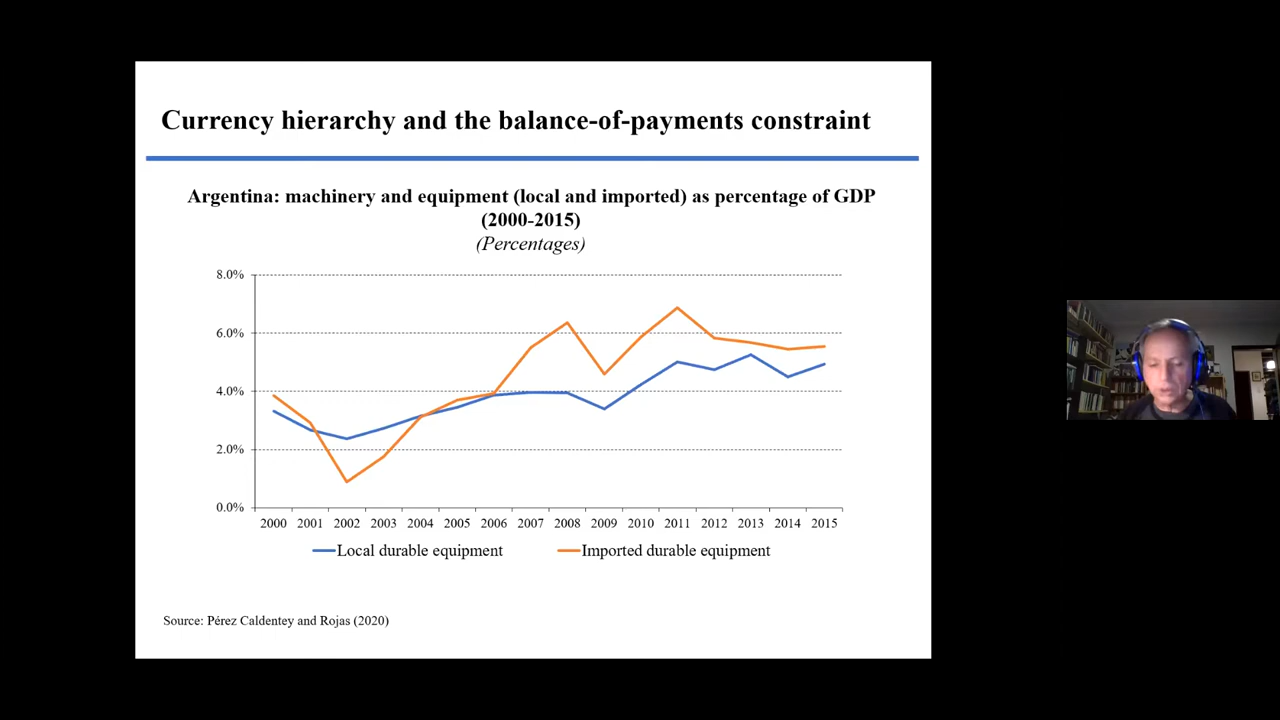 Currency hierarchy and the balance-of-payments constraint
Argentina: machinery and equipment (local and imported) as percentage of GDP
(2000-2015)
(Percentages)
8.0%
6.0%
4.0%
2.0%
0.0%
2000 2001 2002 2003 2004 2005 2006 2007 2008 2009 2010 2011 2012 2013 2014 2015
Local durable equipment Imported durable equipment
Source: Pérez Caldentey and Rojas (2020)